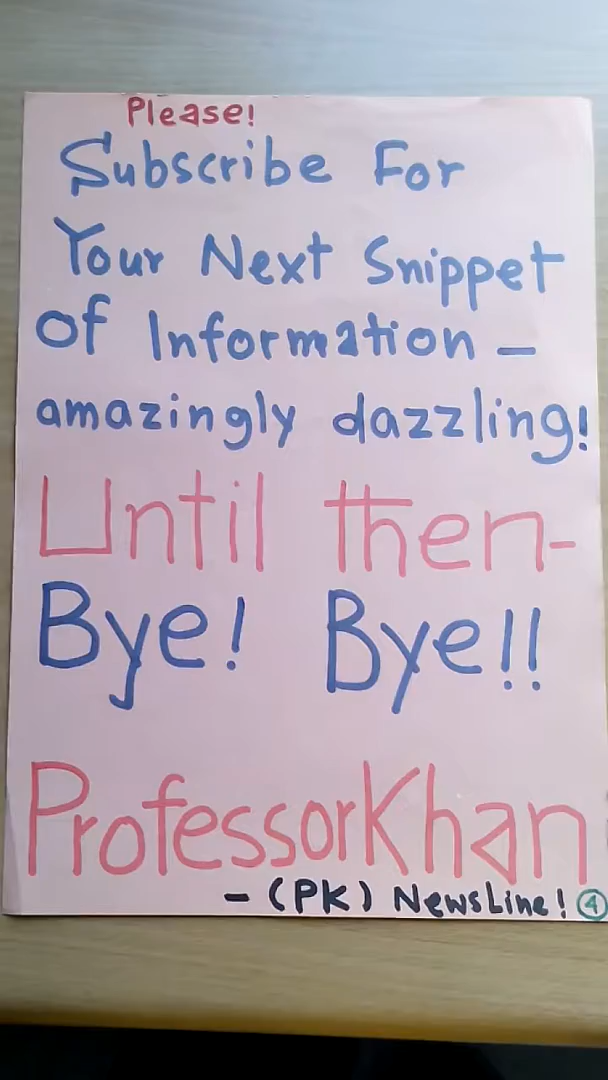 Please!
Subscribe For
Your Next Snippet
of Information –
amazingly dazzling!
Until then-
Bye! Bye!!
ProfessorKhan
– (PK) NewsLine! 4